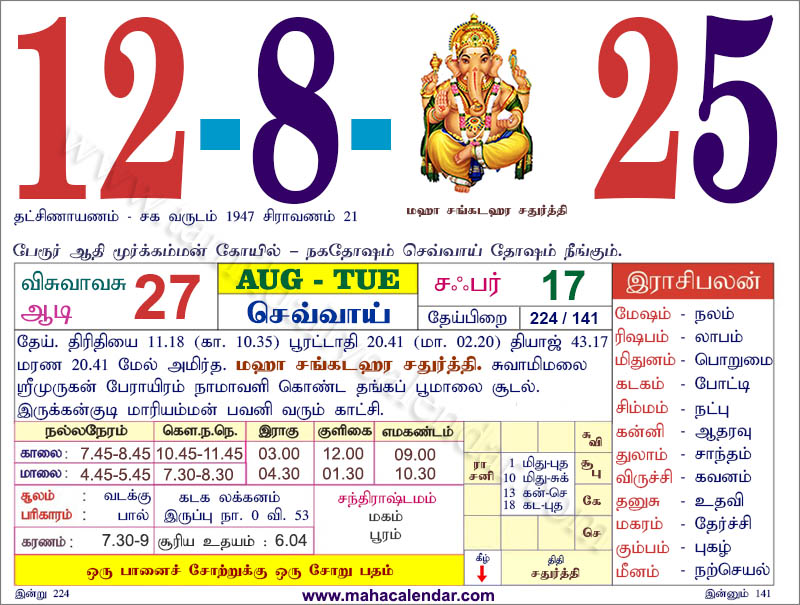 12-8- 25
தட்சிணாயணம் - சக வருடம் 1947 சிராவணம் 21
மஹா சங்கடஹர சதுர்த்தி
பேரூர் ஆதி மூர்க்கம்மன் கோயில் – நகதோஷம் செவ்வாய் தோஷம் நீங்கும்.
விசுவாவசு
ஆடி
27
AUG - TUE
செவ்வாய்
சஃபர் 17
தேய்பிறை 224 / 141
தேய். திரிதியை 11.18 (கா. 10.35) பூரட்டாதி 20.41 (மா. 02.20) தியாஜ் 43.17
மரண 20.41 மேல் அமிர்த. மஹா சங்கடஹர சதுர்த்தி. சுவாமிமலை
ஸ்ரீமுருகன் பேராயிரம் நாமாவளி கொண்ட தங்கப் பூமாலை சூடல்.
இருக்கன்குடி மாரியம்மன் பவனி வரும் காட்சி.
நல்லநேரம் கௌ.ந.நெ. இராகு குளிகை எமகண்டம்
காலை: 7.45-8.45 10.45-11.45 03.00 12.00 09.00
மாலை: 4.45-5.45 7.30-8.30 04.30 01.30 10.30
சூலம் : வடக்கு கடக லக்கனம்
பரிகாரம் : பால் இருப்பு நா. 0 வி. 53
சந்திராஷ்டமம்
மகம்
பூரம்
கரணம் : 7.30-9 சூரிய உதயம் : 6.04
ஒரு பானைச் சோற்றுக்கு ஒரு சோறு பதம்
சு
வி
ரா
சனி
1 மிது-புத
10 மிது-சுக்
13 கன்-செ
18 கட-புத
சூ
பு
கே
செ
கீழ்
திதி
சதுர்த்தி
இராசிபலன்
மேஷம் - நலம்
ரிஷபம் - லாபம்
மிதுனம் - பொறுமை
கடகம் - போட்டி
சிம்மம் - நட்பு
கன்னி - ஆதரவு
துலாம் - சாந்தம்
விருச்சி - கவனம்
தனுசு - உதவி
மகரம் - தேர்ச்சி
கும்பம் - புகழ்
மீனம் - நற்செயல்
இன்று 224
www.mahacalendar.com
இன்னும் 141